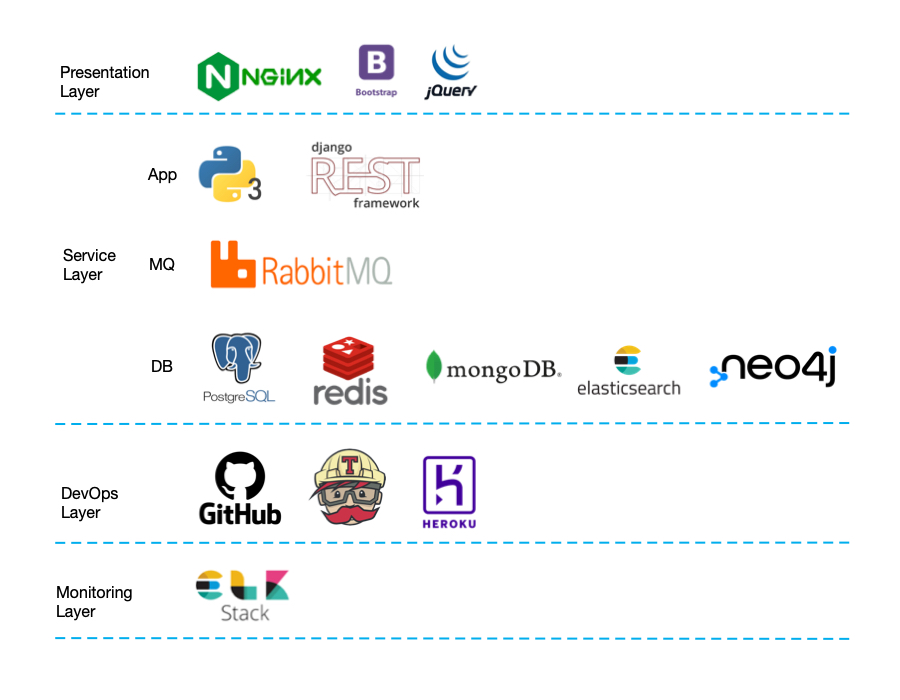 Presentation
Layer
N NGINX
B
Bootstrap
jQuery
App
3
django
REST
framework
Service
Layer
MQ
RabbitMQ
DB
PostgreSQL
redis
mongoDB®
elasticsearch
neo4j
DevOps
Layer
GitHub
T
HEROKU
Monitoring
Layer
ELK
Stack